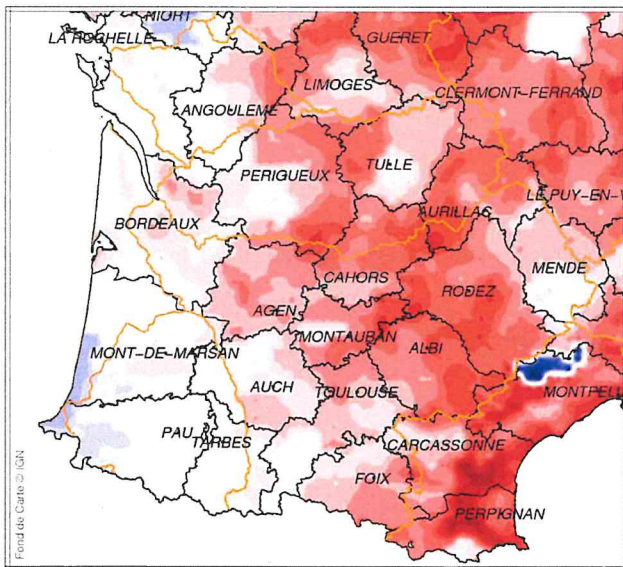 NIORT
LA ROCHELLE
GUERET
LIMOGES
ANGOULEME
CLERMONT-FERRAND
PERIGUEUX
TULLE
AURILLAC
LE PUY-EN-V
BORDEAUX
MENDE
CAHORS
RODEZ
AGEN
MONTAUBAN
ALBI
MONT-DE-MARSAN
AUCH
TOULOUSE
MONTPELL
PAU
TARBES
CARCASSONNE
FOIX
PERPIGNAN
Fond de Carte © IGN